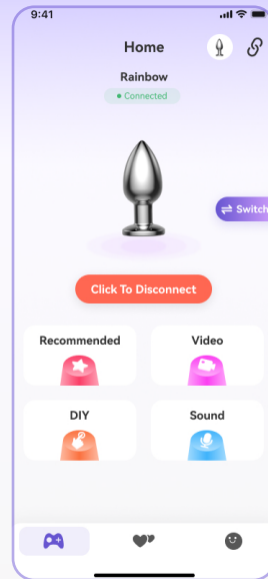 9:41
Home
Rainbow
Connected
Switch
Click To Disconnect
Recommended
Video
DIY
Sound